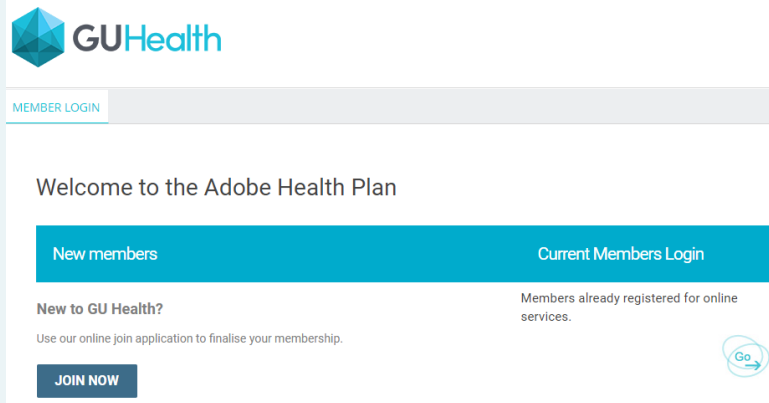 GUHealth
MEMBER LOGIN
Welcome to the Adobe Health Plan
New members
Current Members Login
New to GU Health?
Use our online join application to finalise your membership.
JOIN NOW
Members already registered for online
services.
Go